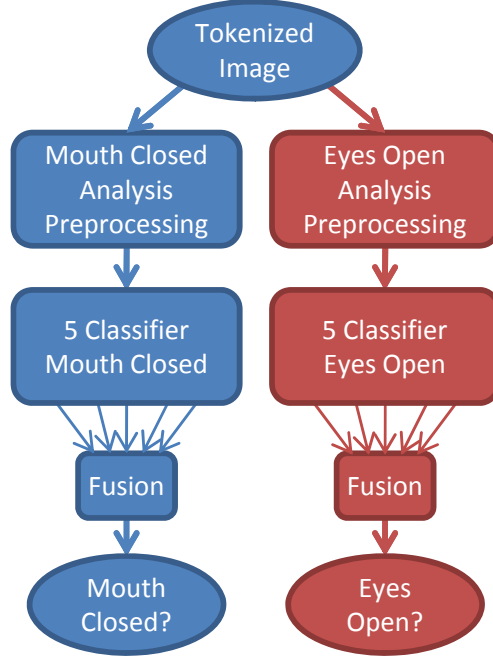 Tokenized
Image
Mouth Closed
Analysis
Preprocessing
Eyes Open
Analysis
Preprocessing
5 Classifier
Mouth Closed
5 Classifier
Eyes Open
Fusion
Fusion
Mouth
Closed?
Eyes
Open?